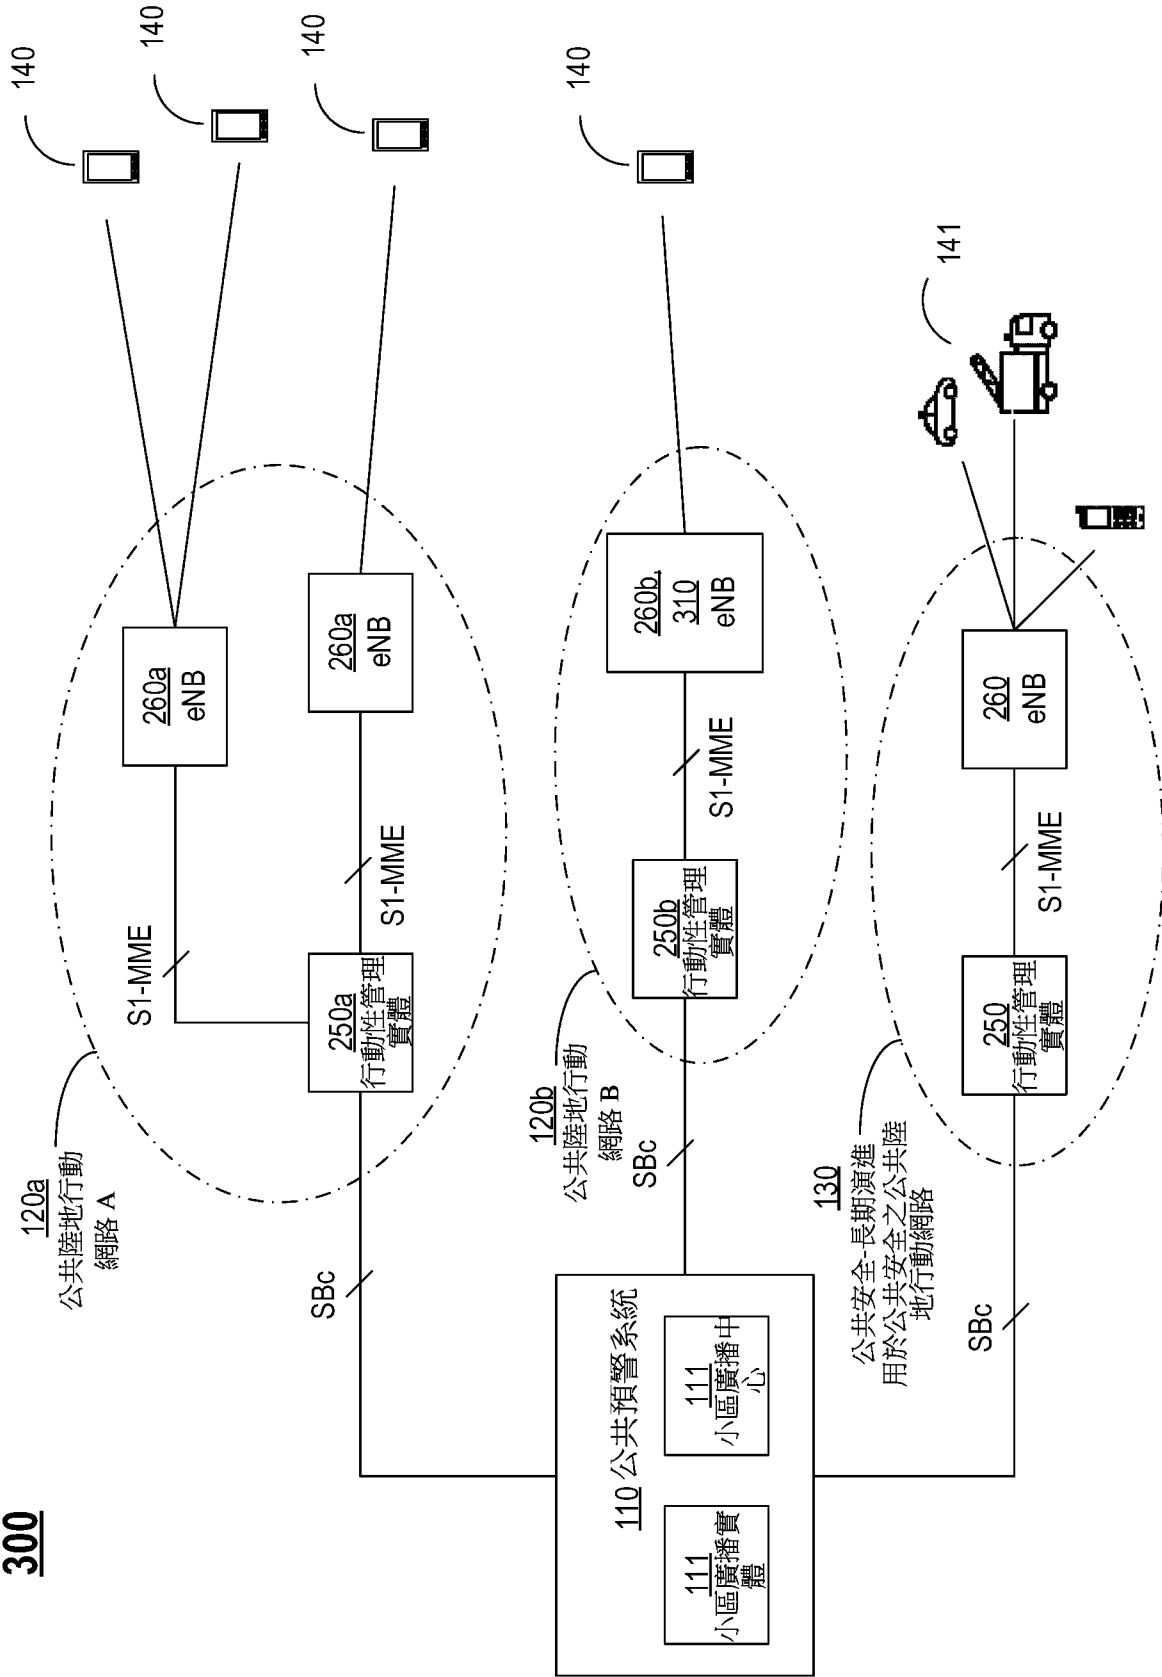 300
110 公共預警系統
111
小區廣播實
體
111
小區廣播中
心
SBc
SBc
SBc
120a
公共陸地行動
網路 A
120b
公共陸地行動
網路 B
130
公共安全-長期演進
用於公共安全之公共陸
地行動網路
250a
行動性管理
實體
250b
行動性管理
實體
250
行動性管理
實體
S1-MME
S1-MME
S1-MME
S1-MME
260a
eNB
260a
eNB
260b,
310
eNB
260
eNB
140
140
140
140
141